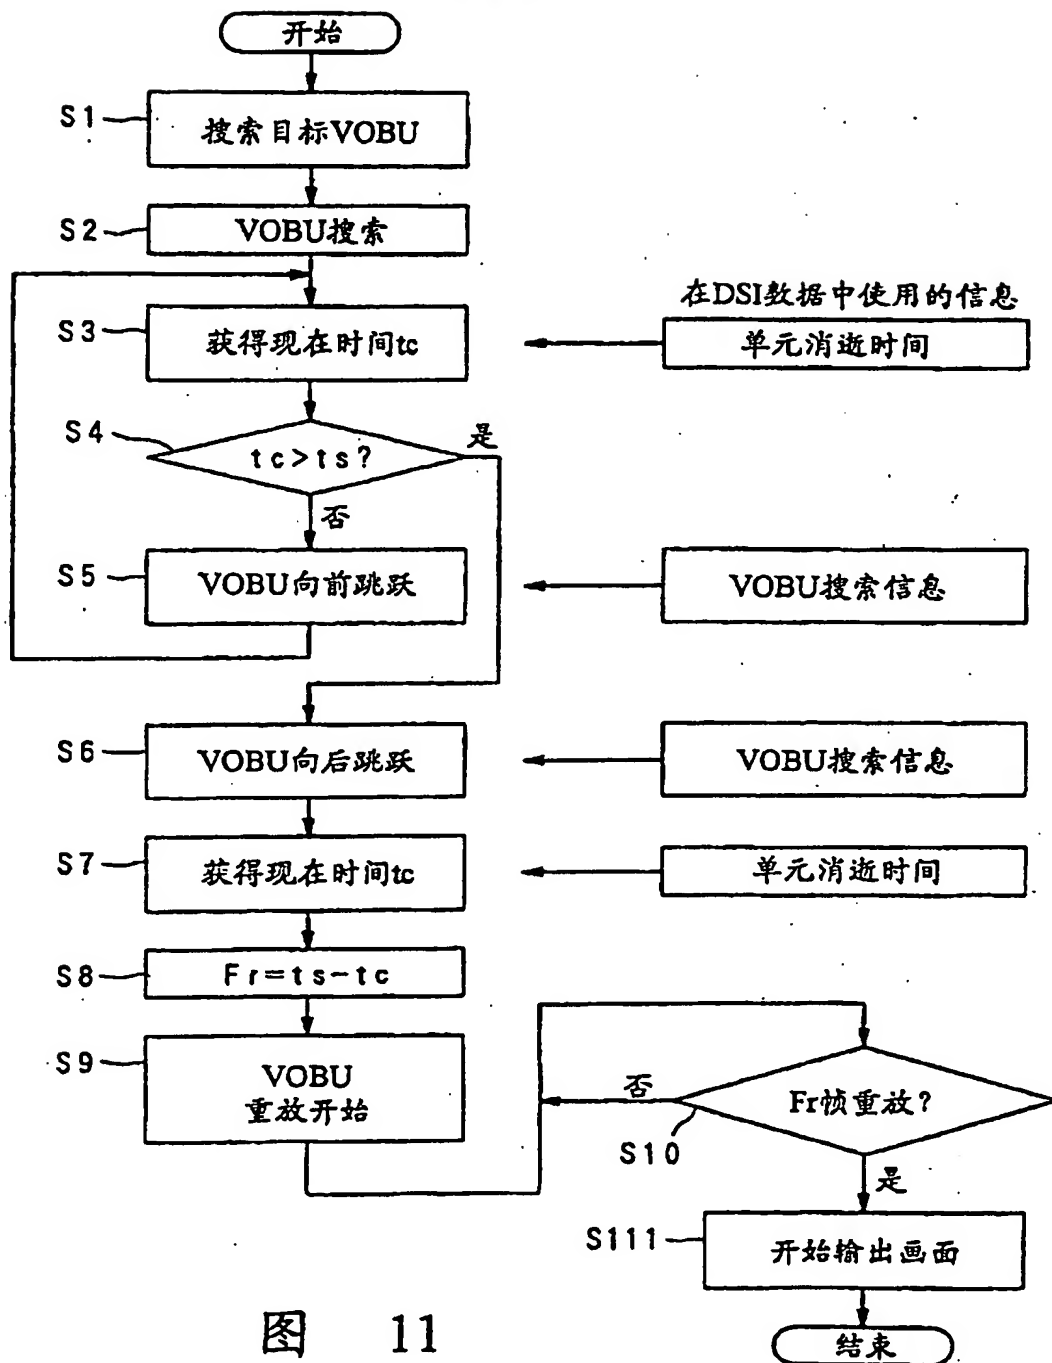 开始
S1
搜索目标VOBU
S2
VOBU搜索
在DSI数据中使用的信息
S3
获得现在时间tc
单元消逝时间
S4
tc>ts?
是
否
S5
VOBU向前跳跃
VOBU搜索信息
S6
VOBU向后跳跃
VOBU搜索信息
S7
获得现在时间tc
单元消逝时间
S8
Fr=ts-tc
S9
VOBU
重放开始
否
Fr帧重放?
S10
是
S111
开始输出画面
结束
图 11